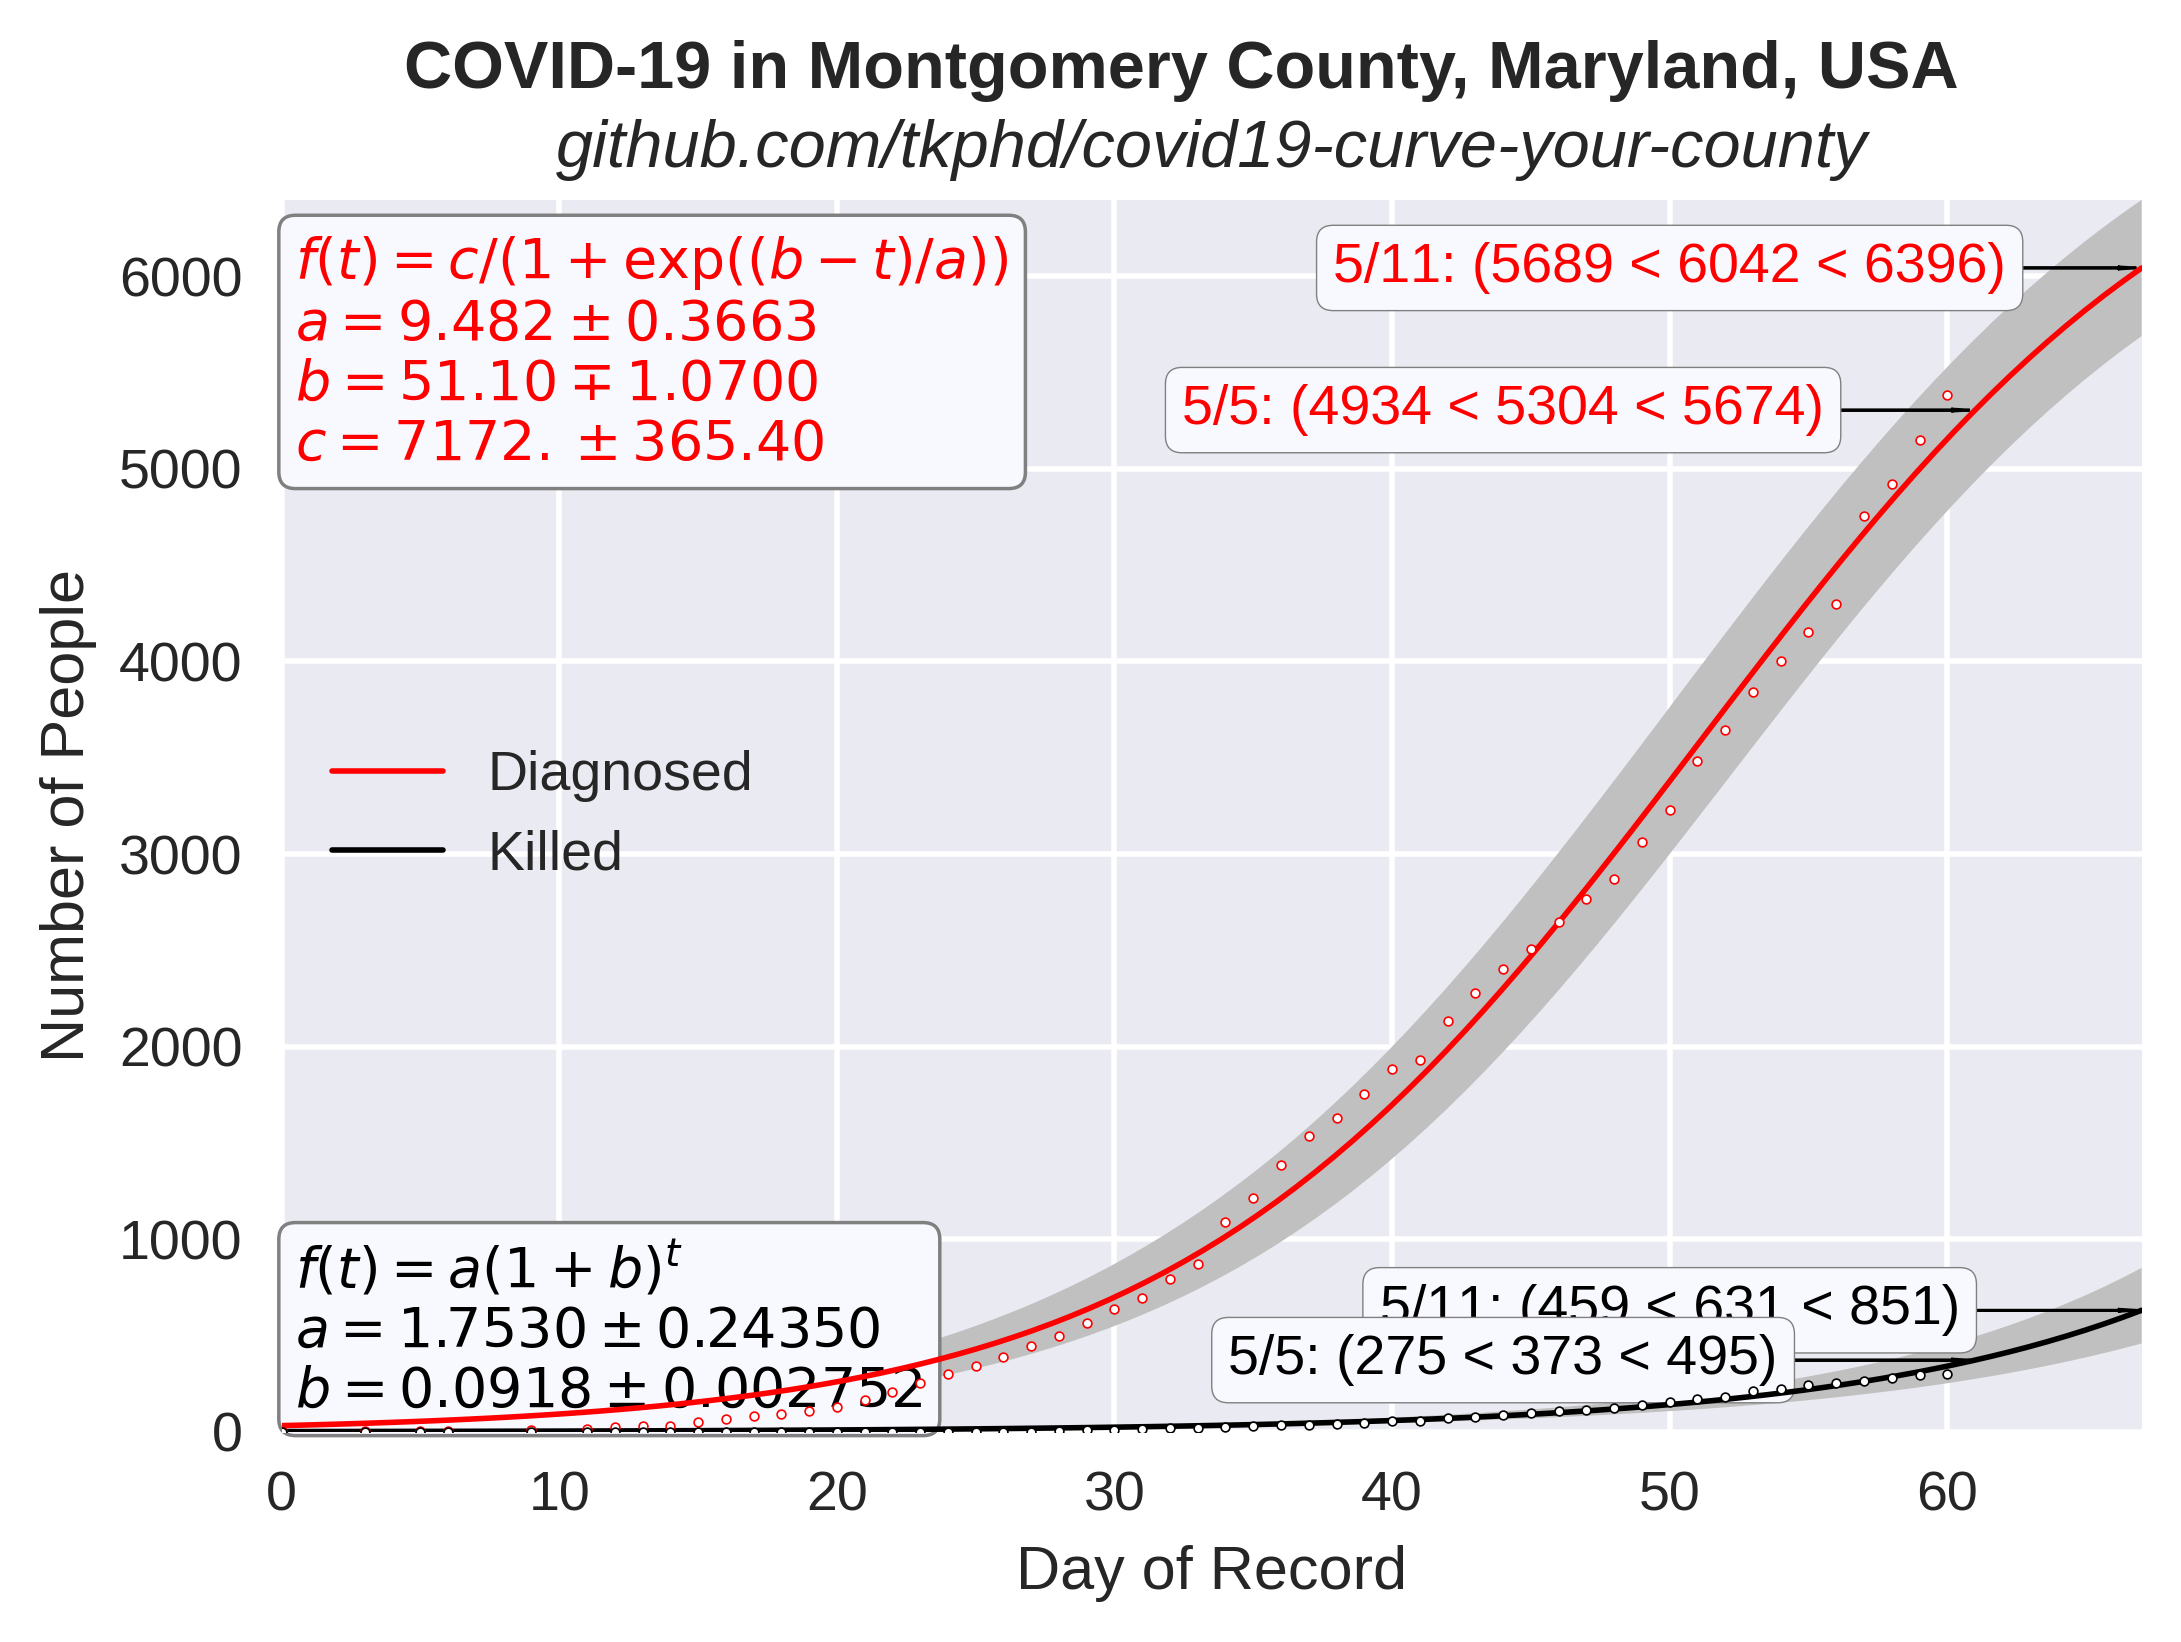 COVID-19 in Montgomery County, Maryland, USA
github.com/tkphd/covid19-curve-your-county
f(t) = c/(1 + exp((b − t)/a))
a = 9.482 ± 0.3663
b = 51.10 ∓ 1.0700
c = 7172. ± 365.40
5/11: (5689 < 6042 < 6396)
5/5: (4934 < 5304 < 5674)
Diagnosed
Killed
f(t) = a(1 + b)^t
a = 1.7530 ± 0.24350
b = 0.0918 ± 0.002752
5/11: (459 < 631 < 851)
5/5: (275 < 373 < 495)
Number of People
6000
5000
4000
3000
2000
1000
0
0 10 20 30 40 50 60
Day of Record